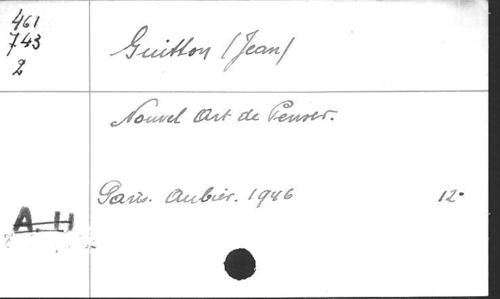 461
743
2
Guitton (Jean)
Nouvel Art de Penser.
Paris. Aubier. 1946 12°
A. H